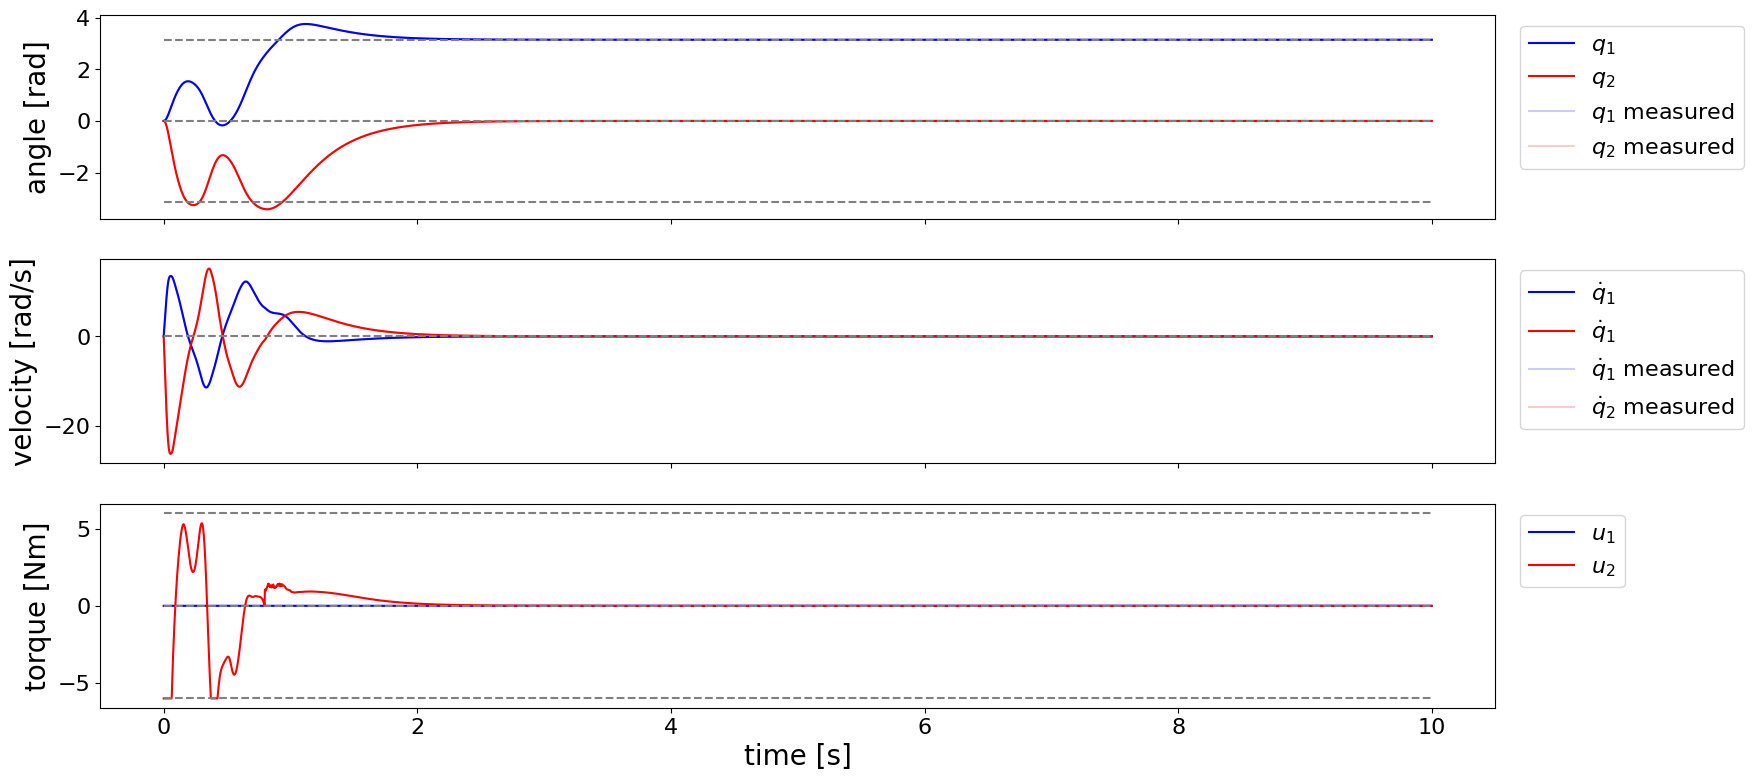 angle [rad]
4
2
0
−2
q₁
q₂
q₁ measured
q₂ measured
velocity [rad/s]
0
−20
q̇₁
q̇₁
q̇₁ measured
q̇₂ measured
torque [Nm]
5
0
−5
u₁
u₂
0 2 4 6 8 10
time [s]